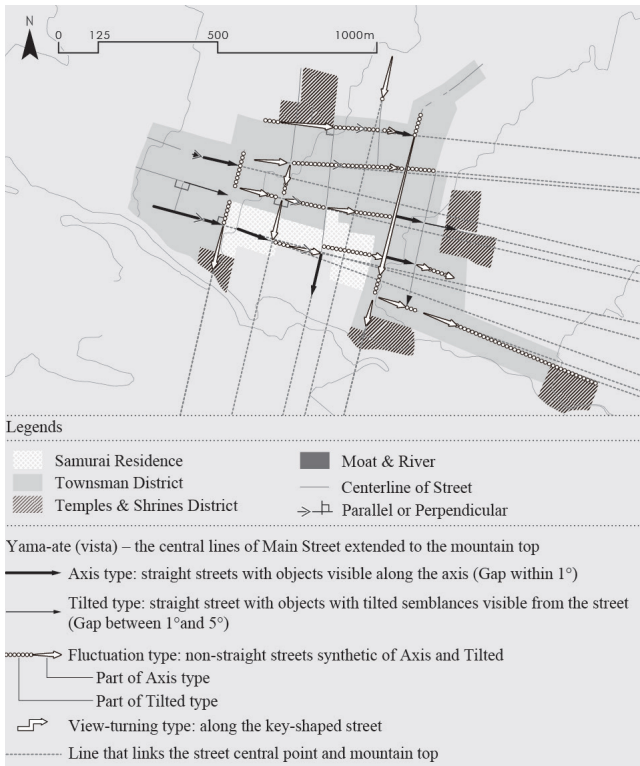 N
0 125 500 1000m
Legends
Samurai Residence
Moat & River
Townsman District
Centerline of Street
Temples & Shrines District
Parallel or Perpendicular
Yama-ate (vista) – the central lines of Main Street extended to the mountain top
Axis type: straight streets with objects visible along the axis (Gap within 1°)
Tilted type: straight street with objects with tilted semblances visible from the street
(Gap between 1°and 5°)
Fluctuation type: non-straight streets synthetic of Axis and Tilted
Part of Axis type
Part of Tilted type
View-turning type: along the key-shaped street
Line that links the street central point and mountain top